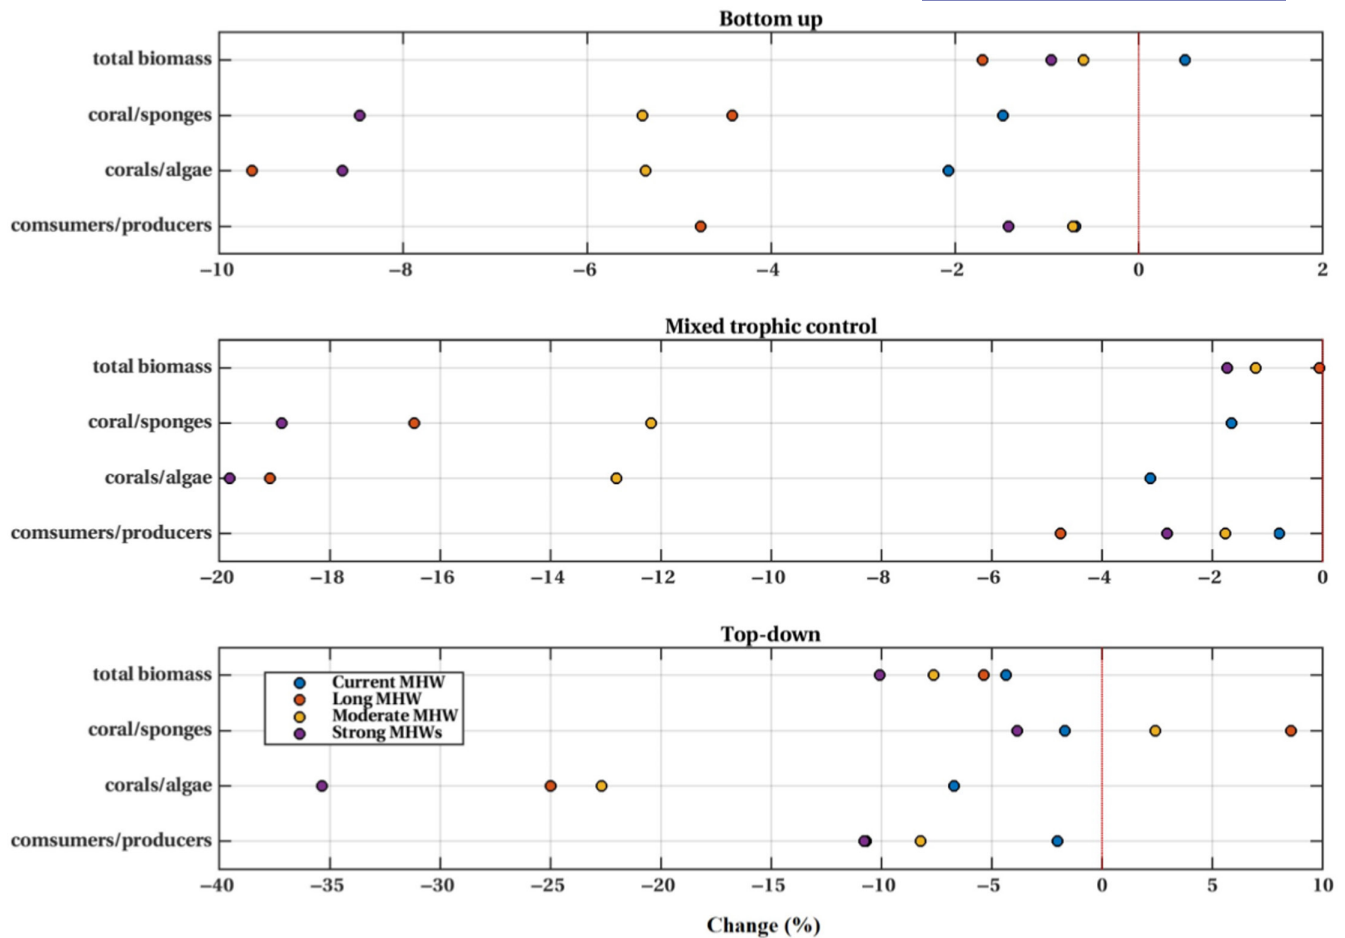 Bottom up
total biomass
coral/sponges
corals/algae
comsumers/producers
−10 −8 −6 −4 −2 0 2
Mixed trophic control
total biomass
coral/sponges
corals/algae
comsumers/producers
−20 −18 −16 −14 −12 −10 −8 −6 −4 −2 0
Top-down
total biomass
Current MHW
Long MHW
Moderate MHW
coral/sponges
Strong MHWs
corals/algae
comsumers/producers
−40 −35 −30 −25 −20 −15 −10 −5 0 5 10
Change (%)